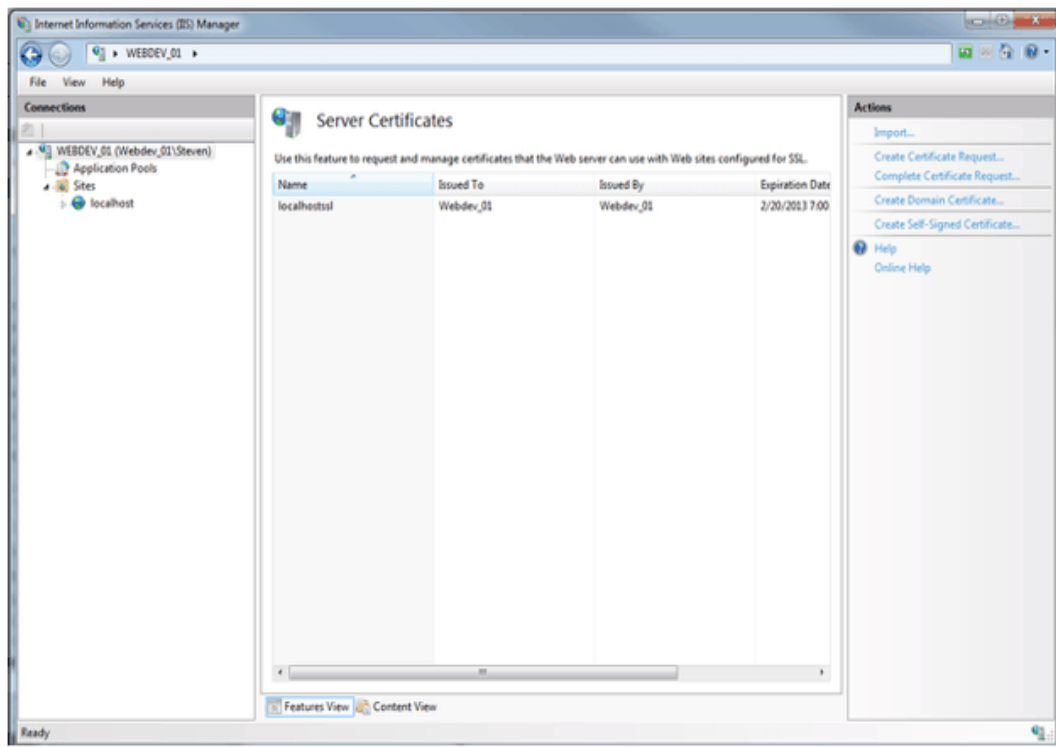 Internet Information Services (IIS) Manager
WEBDEV_01
File View Help
Connections
WEBDEV_01 (Webdev_01\Steven)
Application Pools
Sites
localhost
Server Certificates
Use this feature to request and manage certificates that the Web server can use with Web sites configured for SSL.
Name Issued To Issued By Expiration Date
localhostssl Webdev_01 Webdev_01 2/20/2013 7:00
Features View Content View
Actions
Import...
Create Certificate Request...
Complete Certificate Request...
Create Domain Certificate...
Create Self-Signed Certificate...
Help
Online Help
Ready